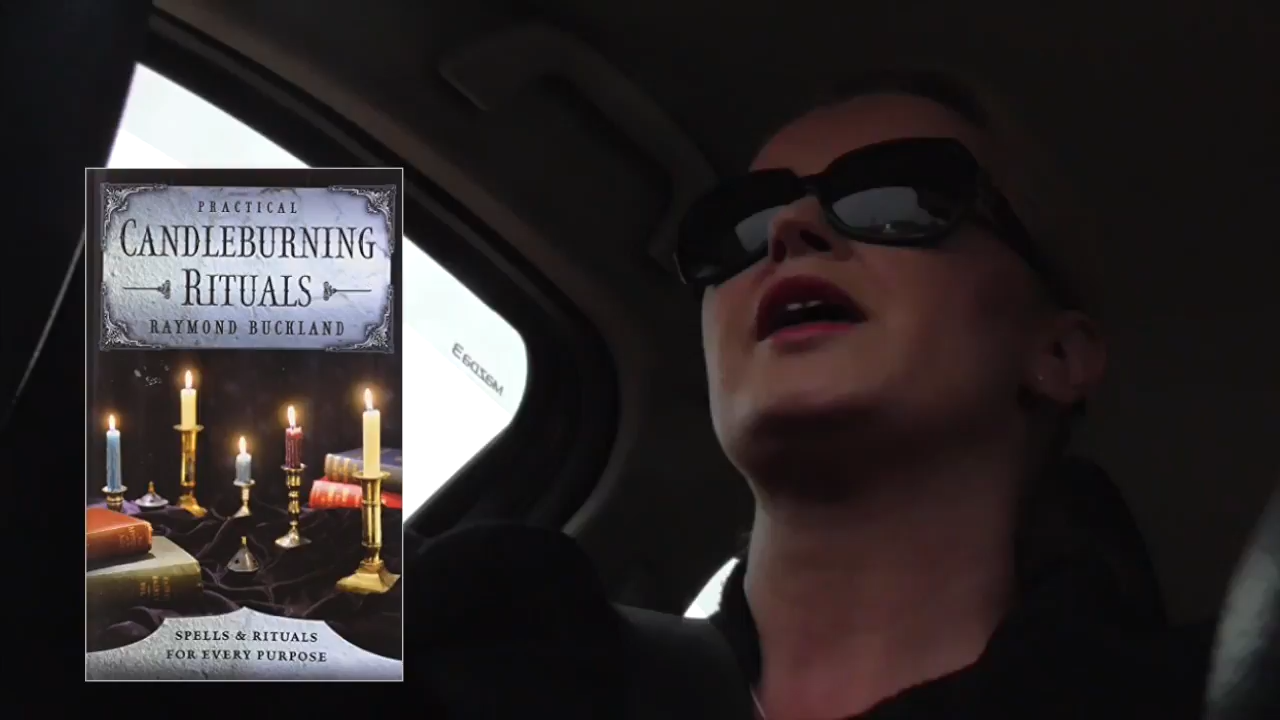 PRACTICAL
CANDLEBURNING
RITUALS
RAYMOND BUCKLAND
SPELLS & RITUALS
FOR EVERY PURPOSE